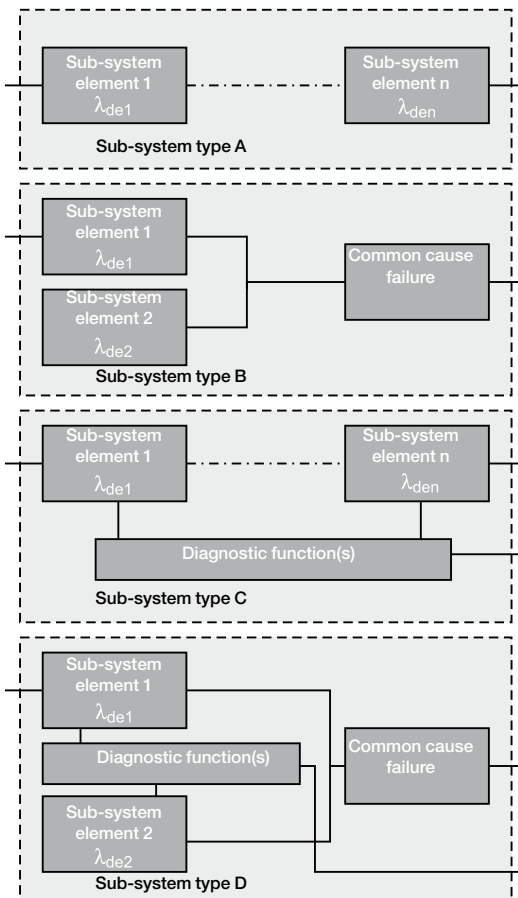 Sub-system
element 1
λde1
Sub-system
element n
λden
Sub-system type A
Sub-system
element 1
λde1
Sub-system
element 2
λde2
Common cause
failure
Sub-system type B
Sub-system
element 1
λde1
Sub-system
element n
λden
Diagnostic function(s)
Sub-system type C
Sub-system
element 1
λde1
Diagnostic function(s)
Sub-system
element 2
λde2
Common cause
failure
Sub-system type D